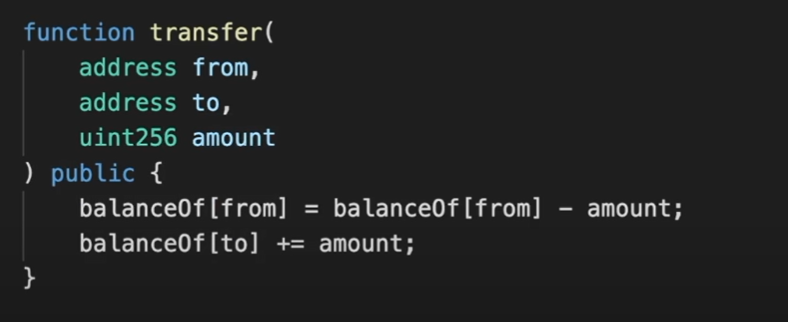 function transfer(
    address from,
    address to,
    uint256 amount
) public {
    balanceOf[from] = balanceOf[from] - amount;
    balanceOf[to] += amount;
}